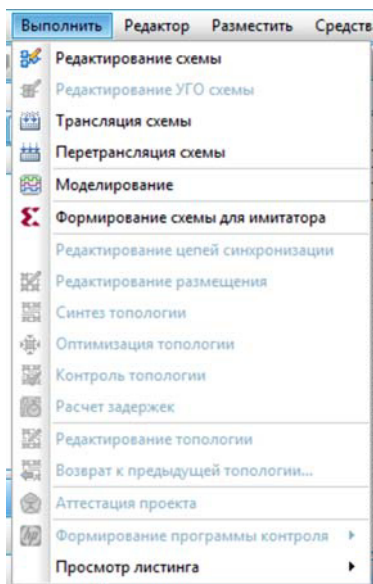 Выполнить Редактор Разместить Средств
Редактирование схемы
Редактирование УГО схемы
Трансляция схемы
Перетрансляция схемы
Моделирование
Формирование схемы для имитатора
Редактирование цепей синхронизации
Редактирование размещения
Синтез топологии
Оптимизация топологии
Контроль топологии
Расчет задержек
Редактирование топологии
Возврат к предыдущей топологии...
Аттестация проекта
Формирование программы контроля
Просмотр листинга